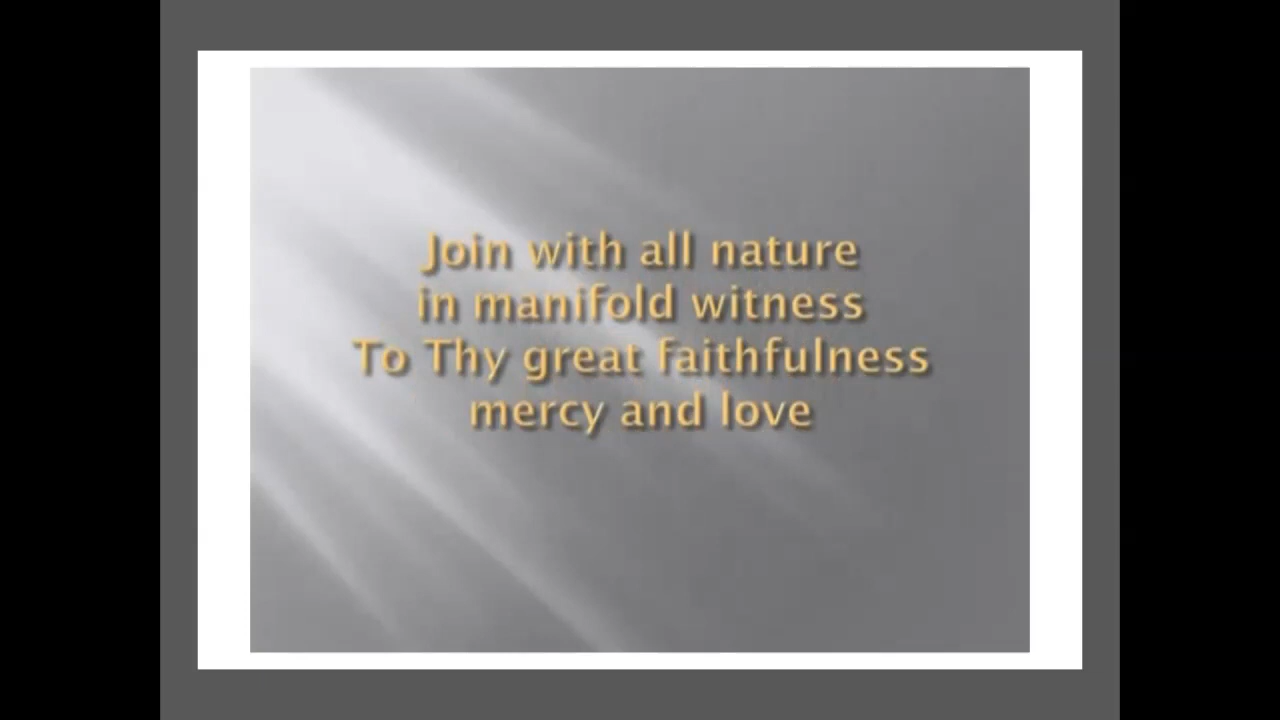 Join with all nature
in manifold witness
To Thy great faithfulness
mercy and love